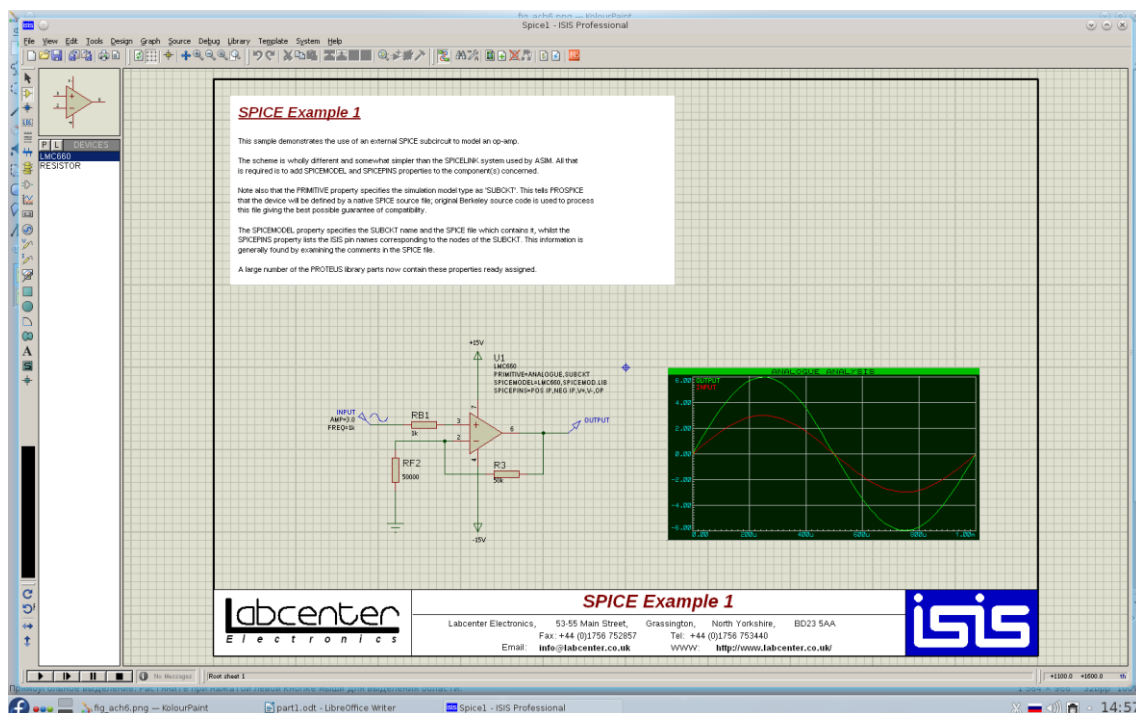 fig_ach6.png — KolourPaint
Spice1 - ISIS Professional
File View Edit Tools Design Graph Source Debug Library Template System Help
P L DEVICES
LMC660
RESISTOR
SPICE Example 1
This sample demonstrates the use of an external SPICE subcircuit to model an op-amp.
The scheme is wholly different and somewhat simpler than the SPICELINK system used by ASIM. All that
is required is to add SPICEMODEL and SPICEPINS properties to the component(s) concerned.
Note also that the PRIMITIVE property specifies the simulation model type as 'SUBCKT'. This tells PROSPICE
that the device will be defined by a native SPICE source file; original Berkeley source code is used to process
this file giving the best possible guarantee of compatibility.
The SPICEMODEL property specifies the SUBCKT name and the SPICE file which contains it, whilst the
SPICEPINS property lists the ISIS pin names corresponding to the nodes of the SUBCKT. This information is
generally found by examining the comments in the SPICE file.
A large number of the PROTEUS library parts now contain these properties ready assigned.
+15V
U1
LMC660
PRIMITIVE=ANALOGUE,SUBCKT
SPICEMODEL=LMC660,SPICEMOD.LIB
SPICEPINS=POS IP,NEG IP,V+,V-,OP
INPUT
AMP=3.0
FREQ=1k
RB1
1k
3
2
7
4
6
OUTPUT
RF2
50000
R3
50k
-15V
ANALOGUE ANALYSIS
OUTPUT
INPUT
6.00
4.00
2.00
0.00
-2.00
-4.00
-6.00
0.00 200u 400u 600u 800u 1.00m
Labcenter
Electronics
SPICE Example 1
Labcenter Electronics, 53-55 Main Street, Grassington, North Yorkshire, BD23 5AA
Fax: +44 (0)1756 752857 Tel: +44 (0)1756 753440
Email: info@labcenter.co.uk WWW: http://www.labcenter.co.uk/
isis
No Messages Root sheet 1 +1100.0 +1600.0 th
fig_ach6.png — KolourPaint part1.odt - LibreOffice Writer Spice1 - ISIS Professional 14:57